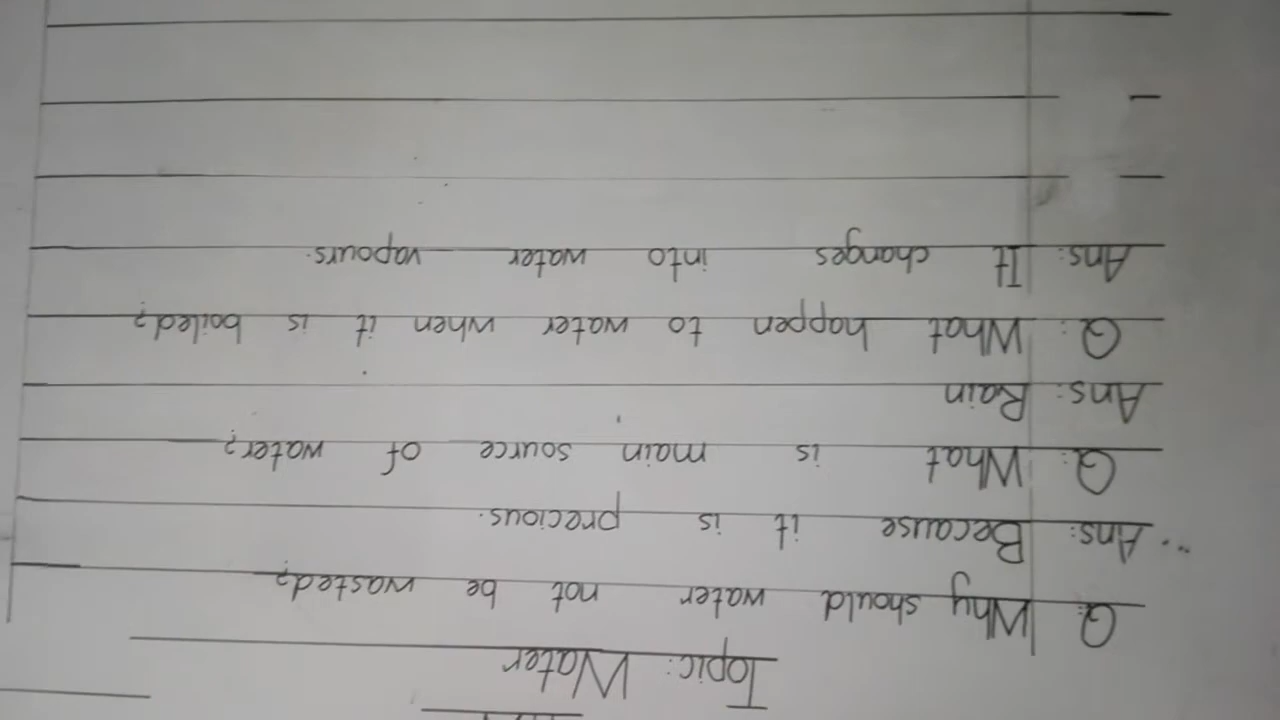 Topic: Water
Q: Why should water not be wasted?
Ans: Because it is precious.
Q: What is main source of water?
Ans: Rain
Q: What happen to water when it is boiled?
Ans: It changes into water vapours.